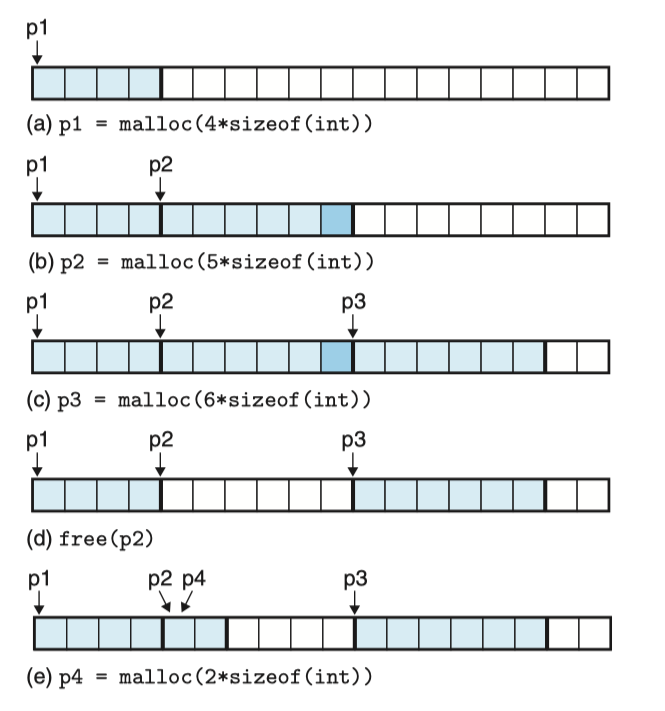 p1
(a) p1 = malloc(4*sizeof(int))
p1 p2
(b) p2 = malloc(5*sizeof(int))
p1 p2 p3
(c) p3 = malloc(6*sizeof(int))
p1 p2 p3
(d) free(p2)
p1 p2 p4 p3
(e) p4 = malloc(2*sizeof(int))